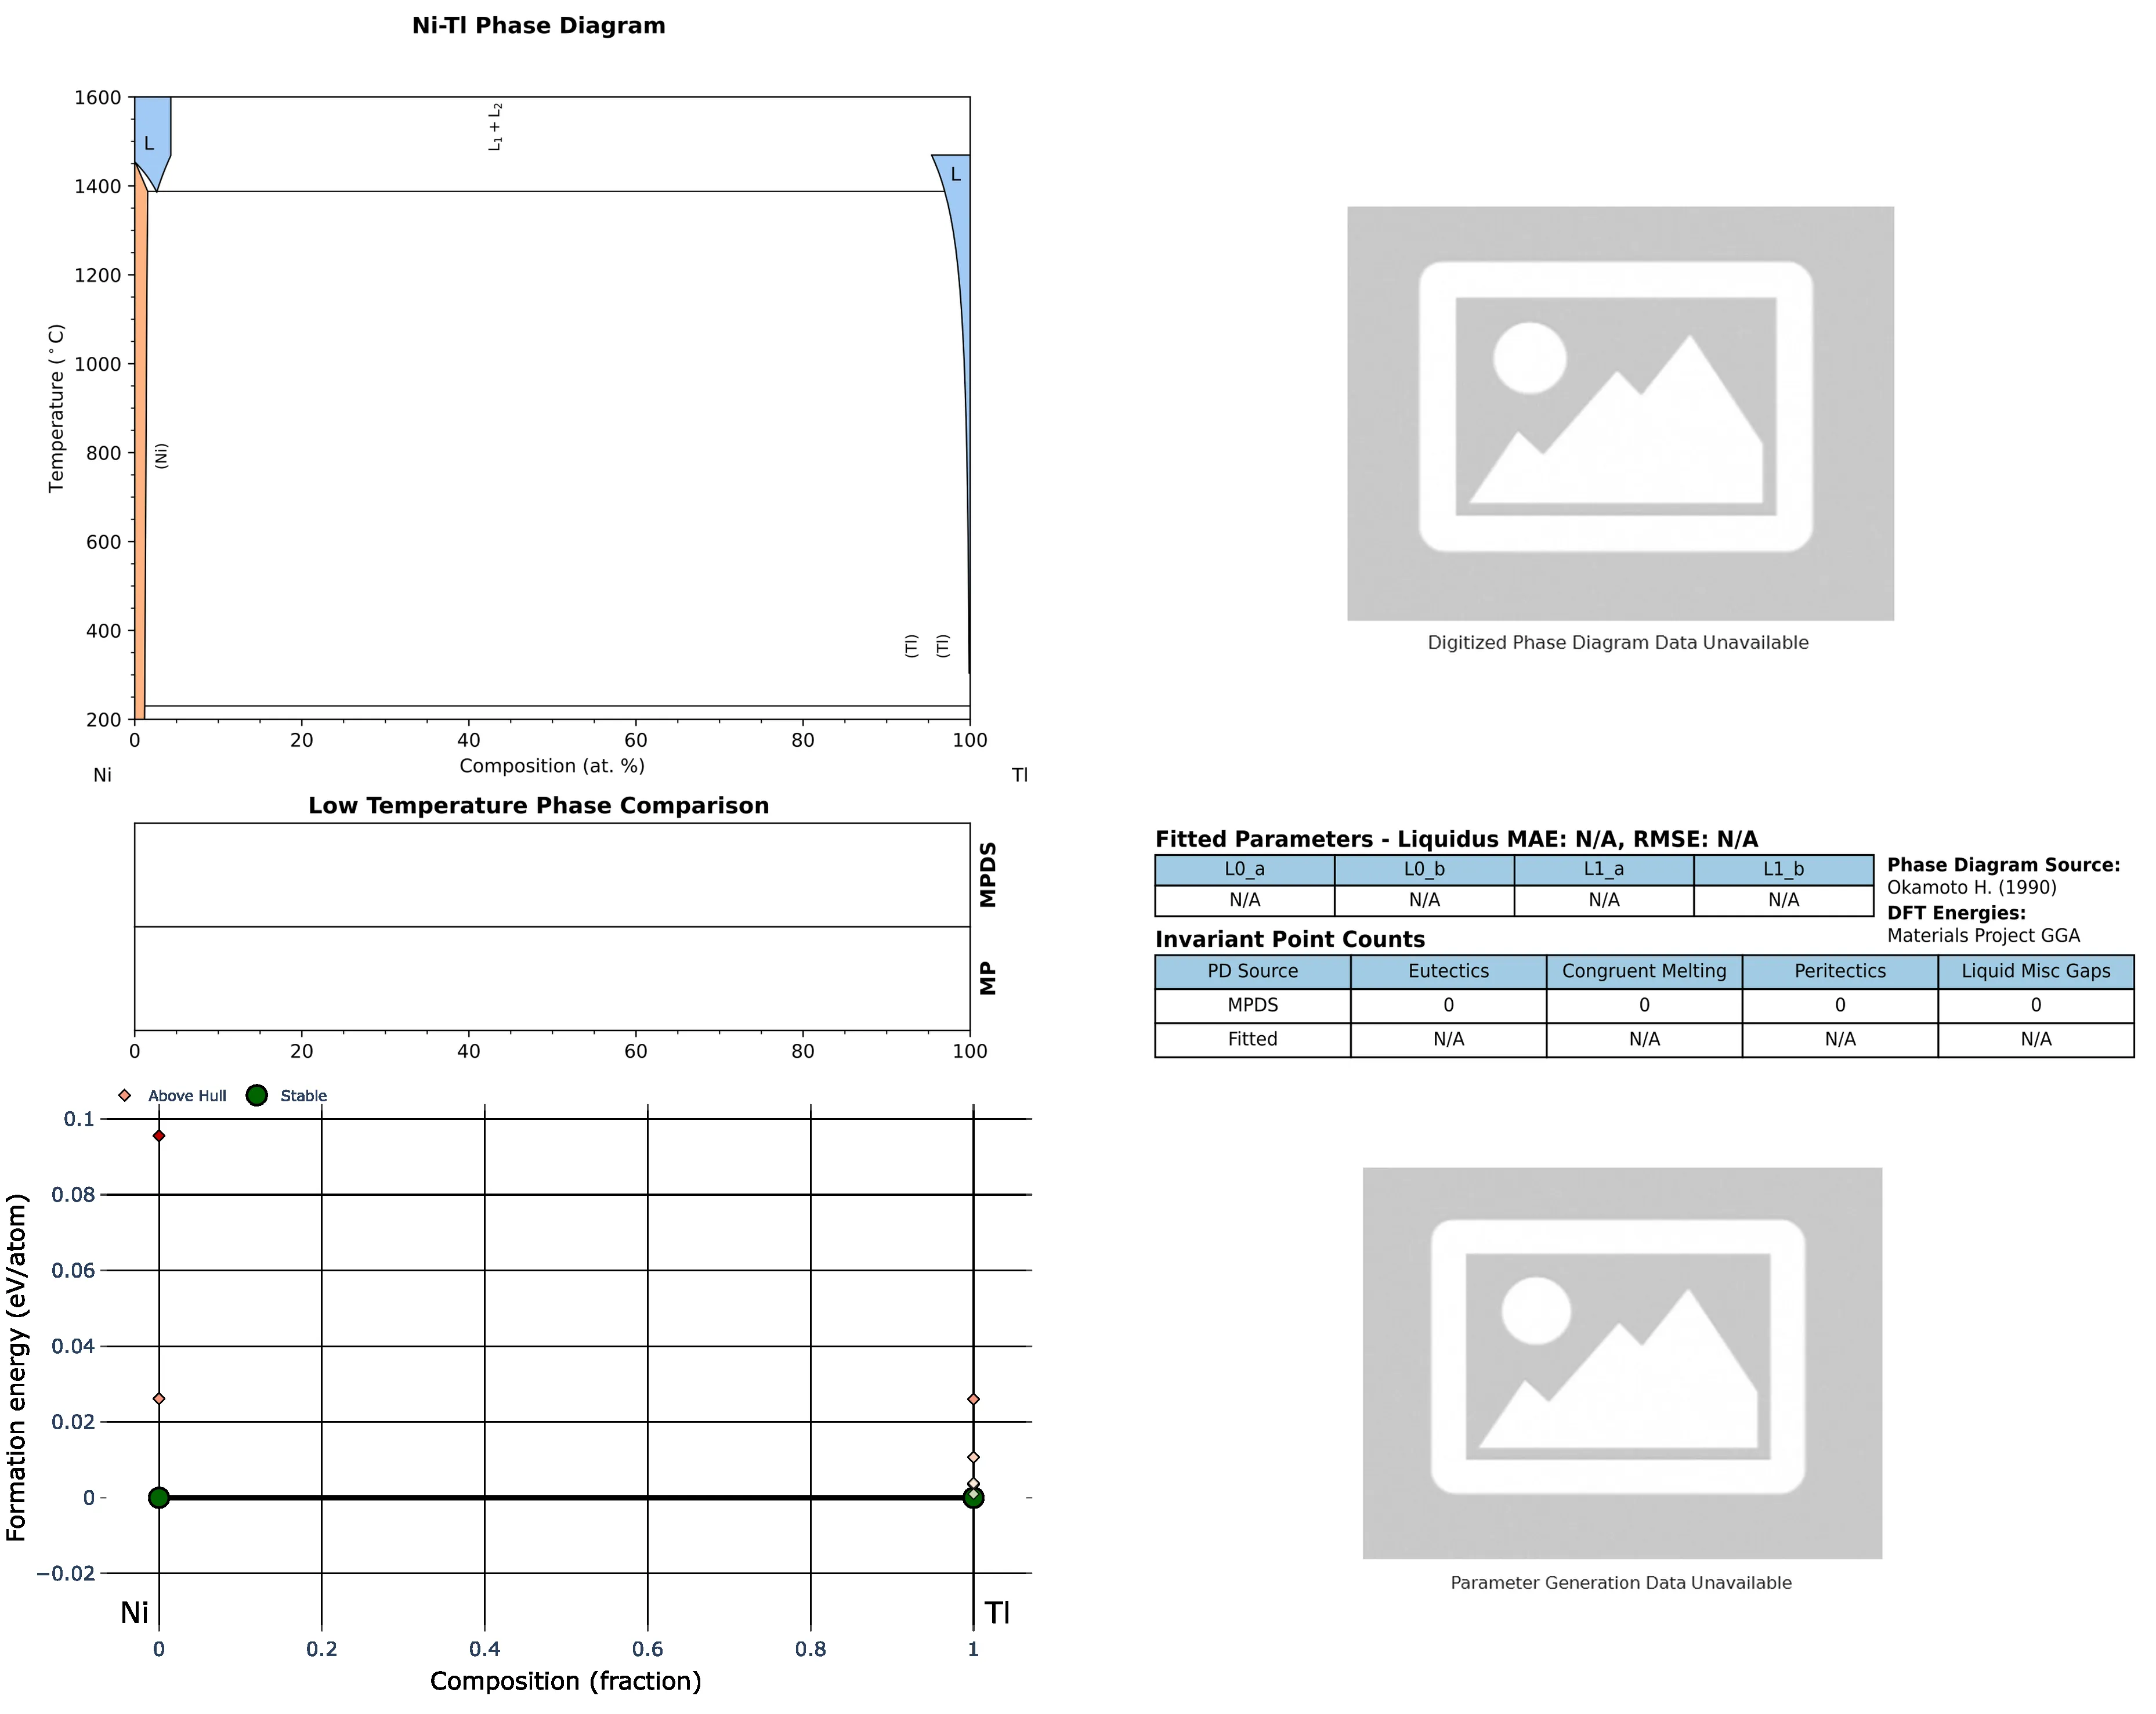 Ni-Tl Phase Diagram
1600
1400
1200
1000
800
600
400
200
Temperature (°C)
L
L₁ + L₂
L
(Ni)
(Tl)
(Tl)
0
20
40
60
80
100
Ni
Composition (at. %)
Tl
Digitized Phase Diagram Data Unavailable
Low Temperature Phase Comparison
MPDS
MP
0
20
40
60
80
100
Fitted Parameters - Liquidus MAE: N/A, RMSE: N/A
L0_a L0_b L1_a L1_b
N/A N/A N/A N/A
Phase Diagram Source:
Okamoto H. (1990)
DFT Energies:
Materials Project GGA
Invariant Point Counts
PD Source Eutectics Congruent Melting Peritectics Liquid Misc Gaps
MPDS 0 0 0 0
Fitted N/A N/A N/A N/A
Above Hull Stable
0.1
0.08
0.06
0.04
0.02
0
−0.02
Formation energy (eV/atom)
Ni
Tl
0
0.2
0.4
0.6
0.8
1
Composition (fraction)
Parameter Generation Data Unavailable